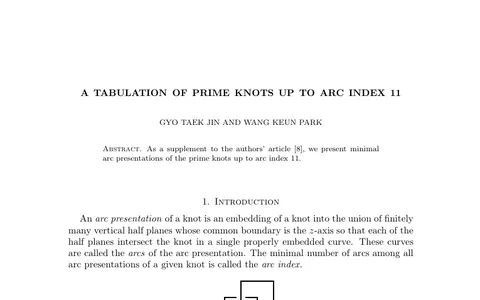 A TABULATION OF PRIME KNOTS UP TO ARC INDEX 11
GYO TAEK JIN AND WANG KEUN PARK
Abstract. As a supplement to the authors' article [8], we present minimal
arc presentations of the prime knots up to arc index 11.
1. Introduction
An arc presentation of a knot is an embedding of a knot into the union of finitely
many vertical half planes whose common boundary is the z-axis so that each of the
half planes intersect the knot in a single properly embedded curve. These curves
are called the arcs of the arc presentation. The minimal number of arcs among all
arc presentations of a given knot is called the arc index.